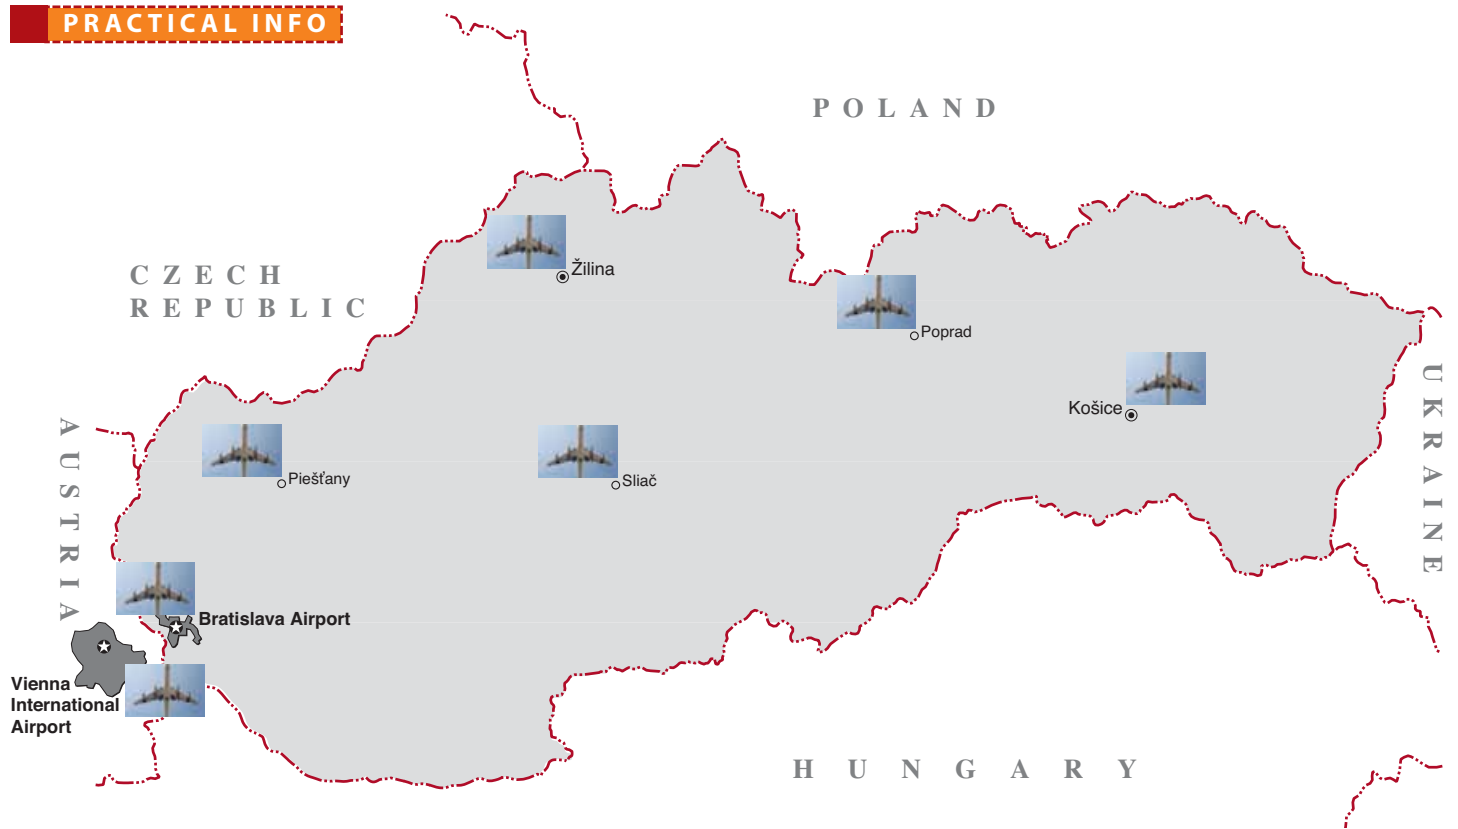 PRACTICAL INFO
POLAND
CZECH
REPUBLIC
Žilina
Poprad
Košice
UKRAINE
AUSTRIA
Piešťany
Sliač
Bratislava Airport
Vienna
International
Airport
HUNGARY